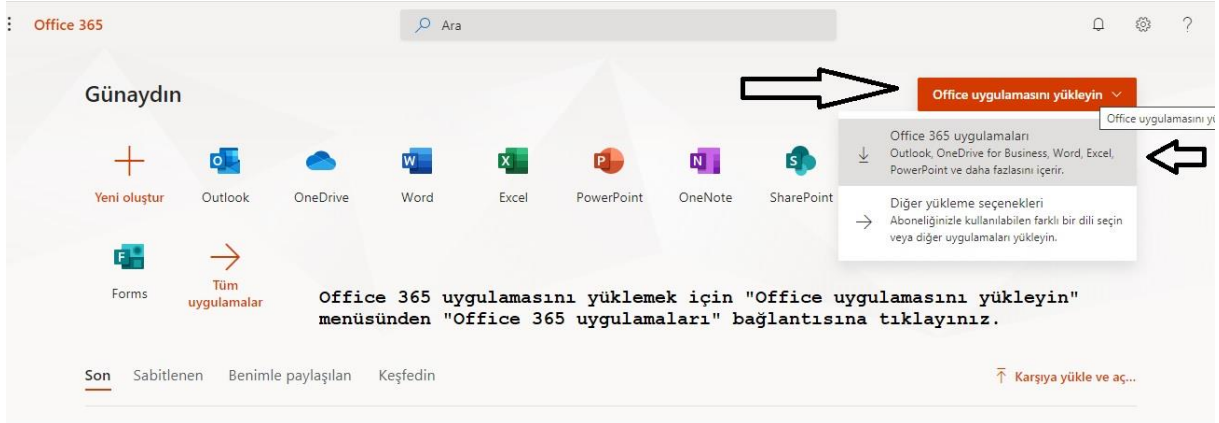 Office 365
Ara
Günaydın
Office uygulamasını yükleyin
Office uygulamasını
Office 365 uygulamaları
Outlook, OneDrive for Business, Word, Excel,
PowerPoint ve daha fazlasını içerir.
Yeni oluştur
Outlook
OneDrive
Word
Excel
PowerPoint
OneNote
SharePoint
Diğer yükleme seçenekleri
Aboneliğinizle kullanılabilen farklı bir dili seçin
veya diğer uygulamaları yükleyin.
Forms
Tüm
uygulamalar
Office 365 uygulamasını yüklemek için "Office uygulamasını yükleyin"
menüsünden "Office 365 uygulamaları" bağlantısına tıklayınız.
Son Sabitlenen Benimle paylaşılan Keşfedin
Karşıya yükle ve aç...